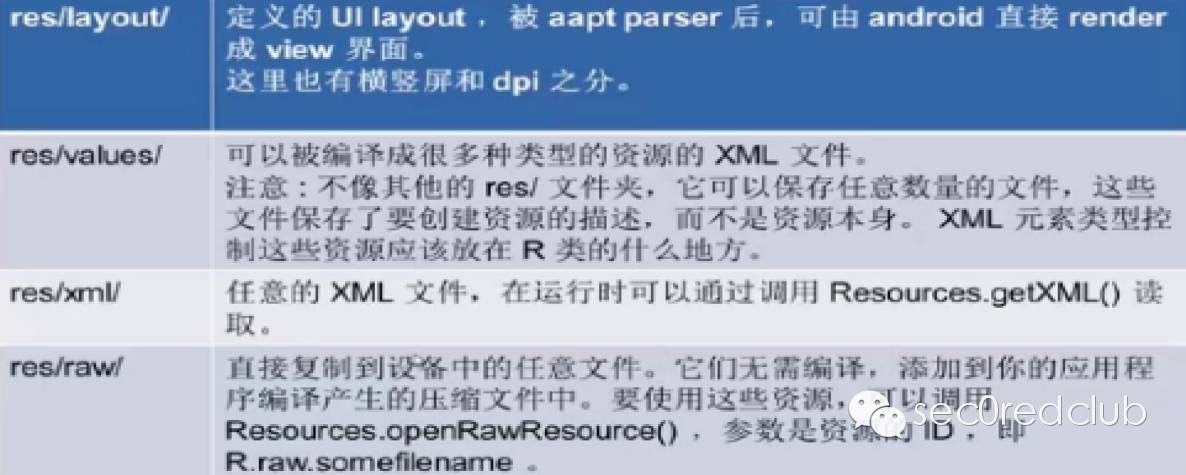 res/layout/
定义的 UI layout ，被 aapt parser 后，可由 android 直接 render
成 view 界面。
这里也有横竖屏和 dpi 之分。
res/values/
可以被编译成很多种类型的资源的 XML 文件。
注意：不像其他的 res/ 文件夹，它可以保存任意数量的文件，这些
文件保存了要创建资源的描述，而不是资源本身。 XML 元素类型控
制这些资源应该放在 R 类的什么地方。
res/xml/
任意的 XML 文件，在运行时可以通过调用 Resources.getXML() 读
取。
res/raw/
直接复制到设备中的任意文件。它们无需编译，添加到你的应用程
序编译产生的压缩文件中。要使用这些资源，可以调用
Resources.openRawResource() ，参数是资源的 ID ，即
R.raw.somefilename 。
sec0redclub